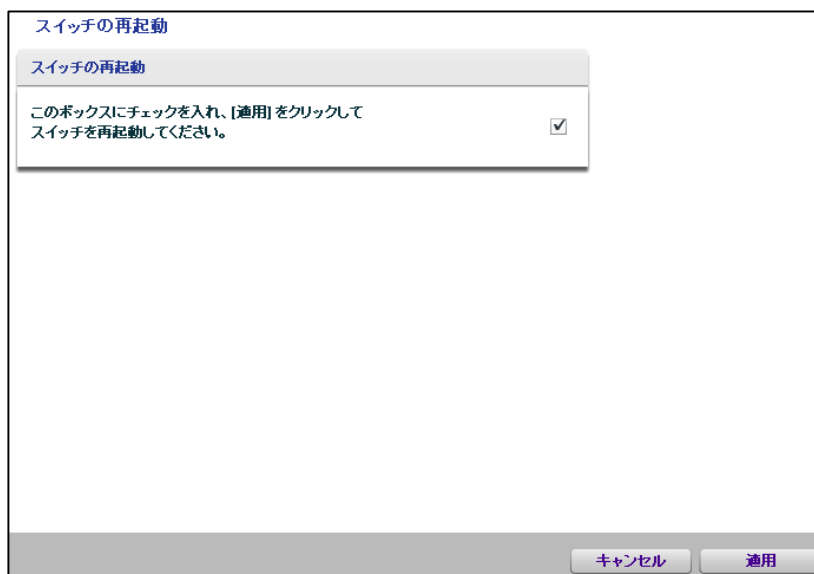 スイッチの再起動
スイッチの再起動
このボックスにチェックを入れ、[適用] をクリックして
スイッチを再起動してください。
キャンセル
適用